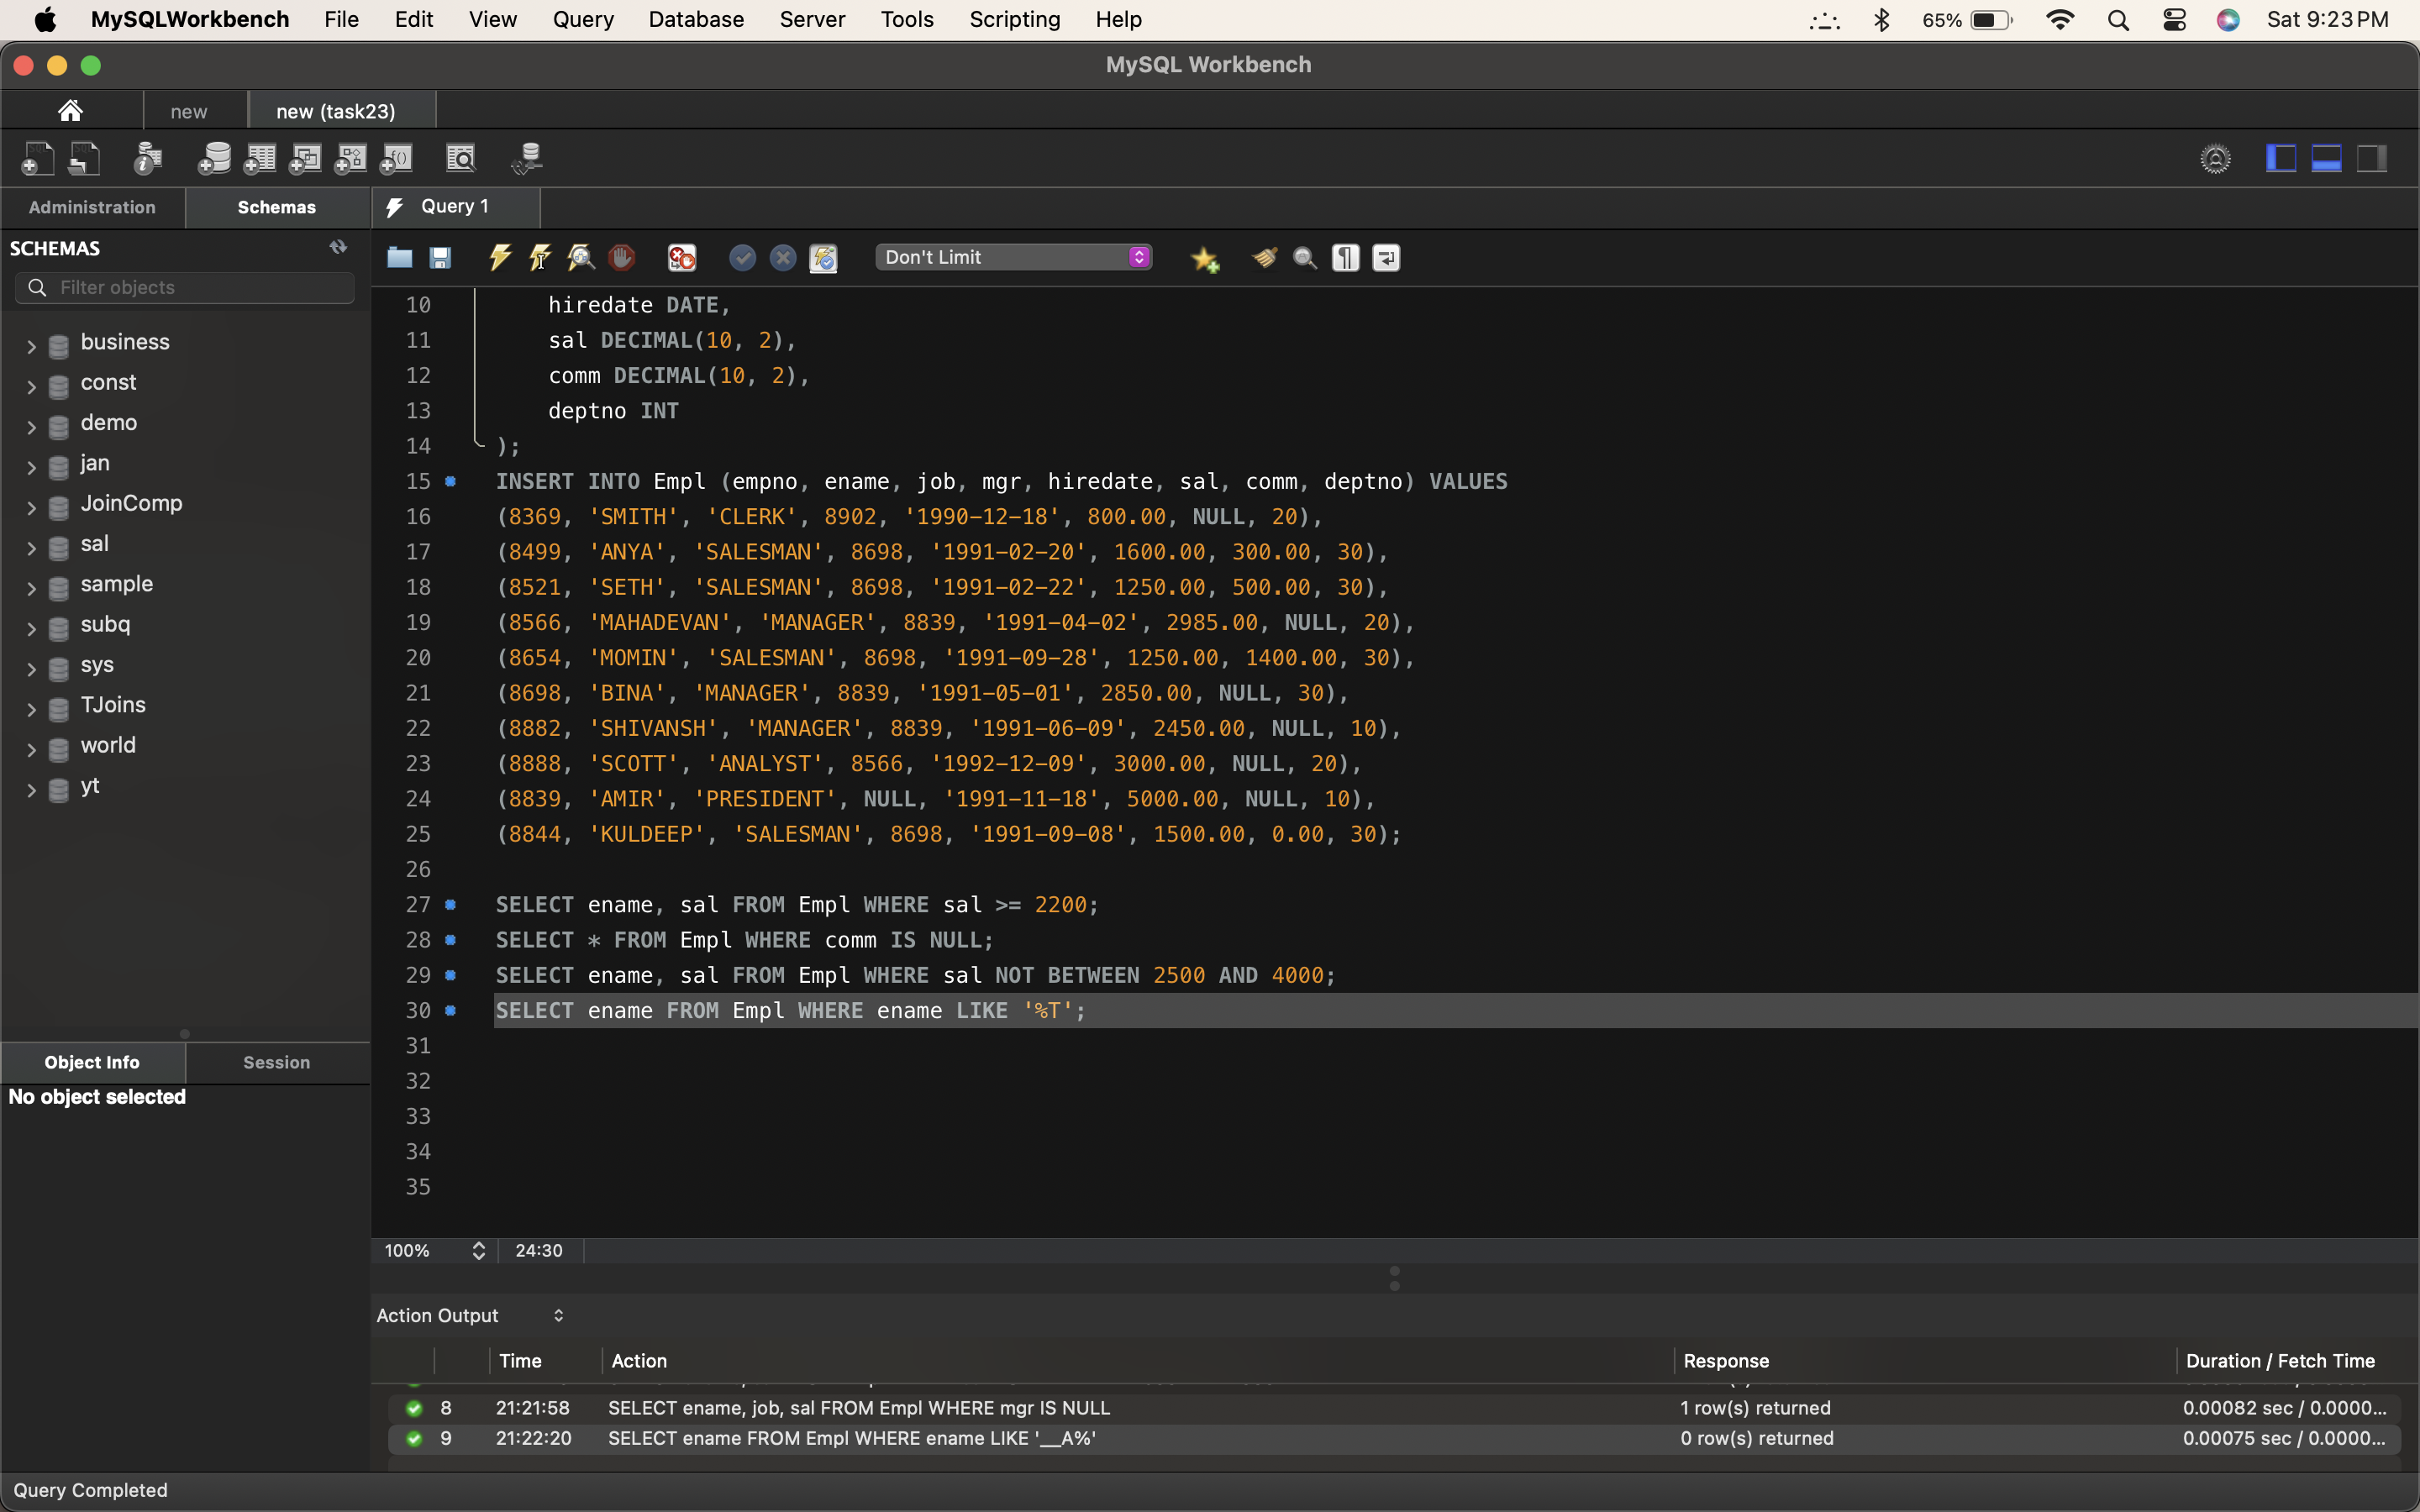 MySQLWorkbench File Edit View Query Database Server Tools Scripting Help 65% Sat 9:23 PM
MySQL Workbench
new new (task23)
Administration Schemas Query 1
SCHEMAS
Don't Limit
Filter objects
business
const
demo
jan
JoinComp
sal
sample
subq
sys
TJoins
world
yt
Object Info Session
No object selected
10 hiredate DATE,
11 sal DECIMAL(10, 2),
12 comm DECIMAL(10, 2),
13 deptno INT
14 );
15 INSERT INTO Empl (empno, ename, job, mgr, hiredate, sal, comm, deptno) VALUES
16 (8369, 'SMITH', 'CLERK', 8902, '1990-12-18', 800.00, NULL, 20),
17 (8499, 'ANYA', 'SALESMAN', 8698, '1991-02-20', 1600.00, 300.00, 30),
18 (8521, 'SETH', 'SALESMAN', 8698, '1991-02-22', 1250.00, 500.00, 30),
19 (8566, 'MAHADEVAN', 'MANAGER', 8839, '1991-04-02', 2985.00, NULL, 20),
20 (8654, 'MOMIN', 'SALESMAN', 8698, '1991-09-28', 1250.00, 1400.00, 30),
21 (8698, 'BINA', 'MANAGER', 8839, '1991-05-01', 2850.00, NULL, 30),
22 (8882, 'SHIVANSH', 'MANAGER', 8839, '1991-06-09', 2450.00, NULL, 10),
23 (8888, 'SCOTT', 'ANALYST', 8566, '1992-12-09', 3000.00, NULL, 20),
24 (8839, 'AMIR', 'PRESIDENT', NULL, '1991-11-18', 5000.00, NULL, 10),
25 (8844, 'KULDEEP', 'SALESMAN', 8698, '1991-09-08', 1500.00, 0.00, 30);
26
27 SELECT ename, sal FROM Empl WHERE sal >= 2200;
28 SELECT * FROM Empl WHERE comm IS NULL;
29 SELECT ename, sal FROM Empl WHERE sal NOT BETWEEN 2500 AND 4000;
30 SELECT ename FROM Empl WHERE ename LIKE '%T';
31
32
33
34
35
100% 24:30
Action Output
Time Action Response Duration / Fetch Time
8 21:21:58 SELECT ename, job, sal FROM Empl WHERE mgr IS NULL 1 row(s) returned 0.00082 sec / 0.0000...
9 21:22:20 SELECT ename FROM Empl WHERE ename LIKE '__A%' 0 row(s) returned 0.00075 sec / 0.0000...
Query Completed